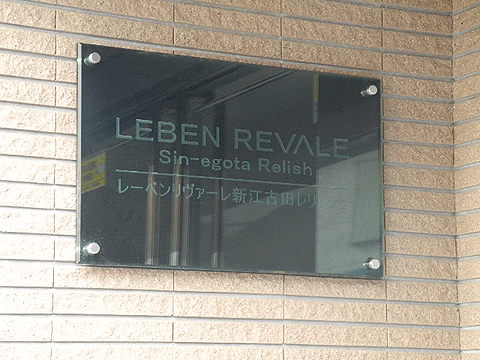 LEBEN REVALE
Sin-egota Relish
レーベンリヴァーレ新江古田レリッシュ